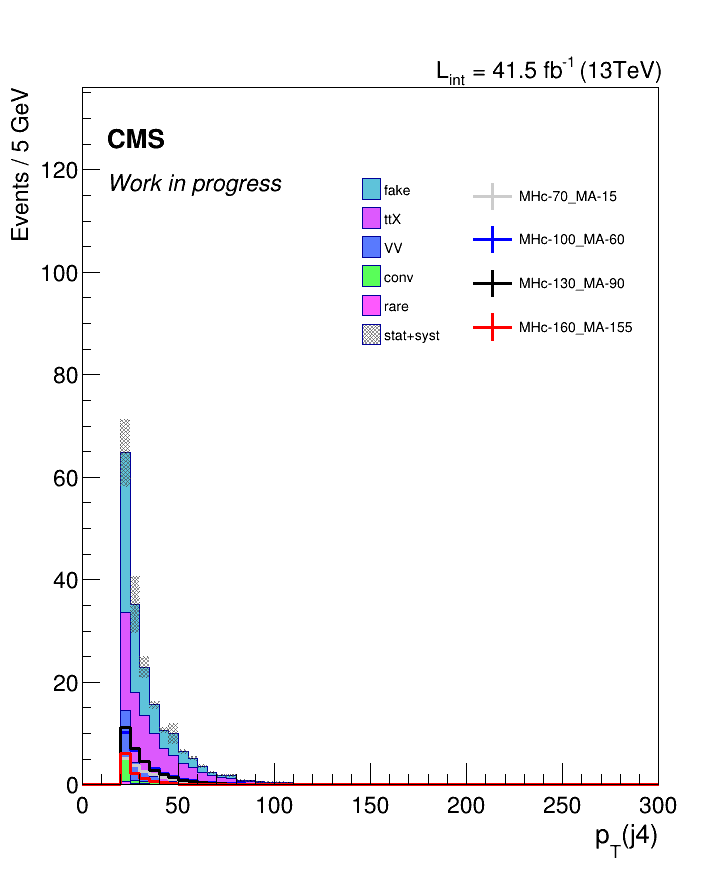 L_int = 41.5 fb^-1 (13TeV)
Events / 5 GeV
CMS
Work in progress
fake
ttX
VV
conv
rare
stat+syst
MHc-70_MA-15
MHc-100_MA-60
MHc-130_MA-90
MHc-160_MA-155
120
100
80
60
40
20
0
0 50 100 150 200 250 300
p_T(j4)